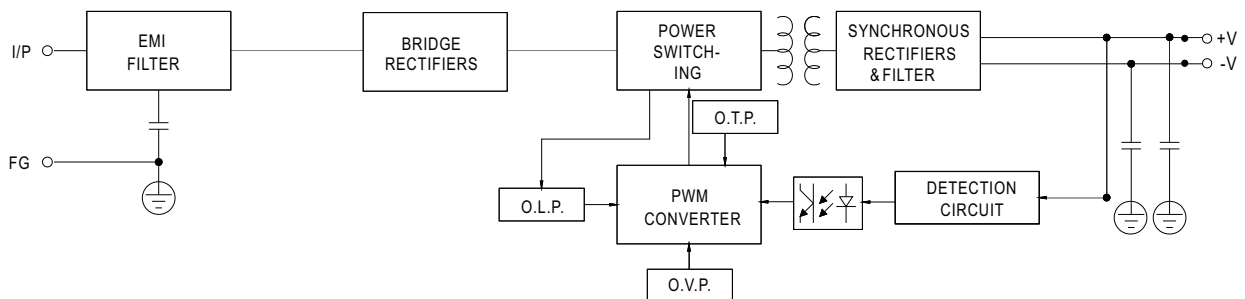 I/P
EMI
FILTER
BRIDGE
RECTIFIERS
POWER
SWITCH-
ING
SYNCHRONOUS
RECTIFIERS
& FILTER
+V
-V
O.T.P.
FG
O.L.P.
PWM
CONVERTER
DETECTION
CIRCUIT
O.V.P.